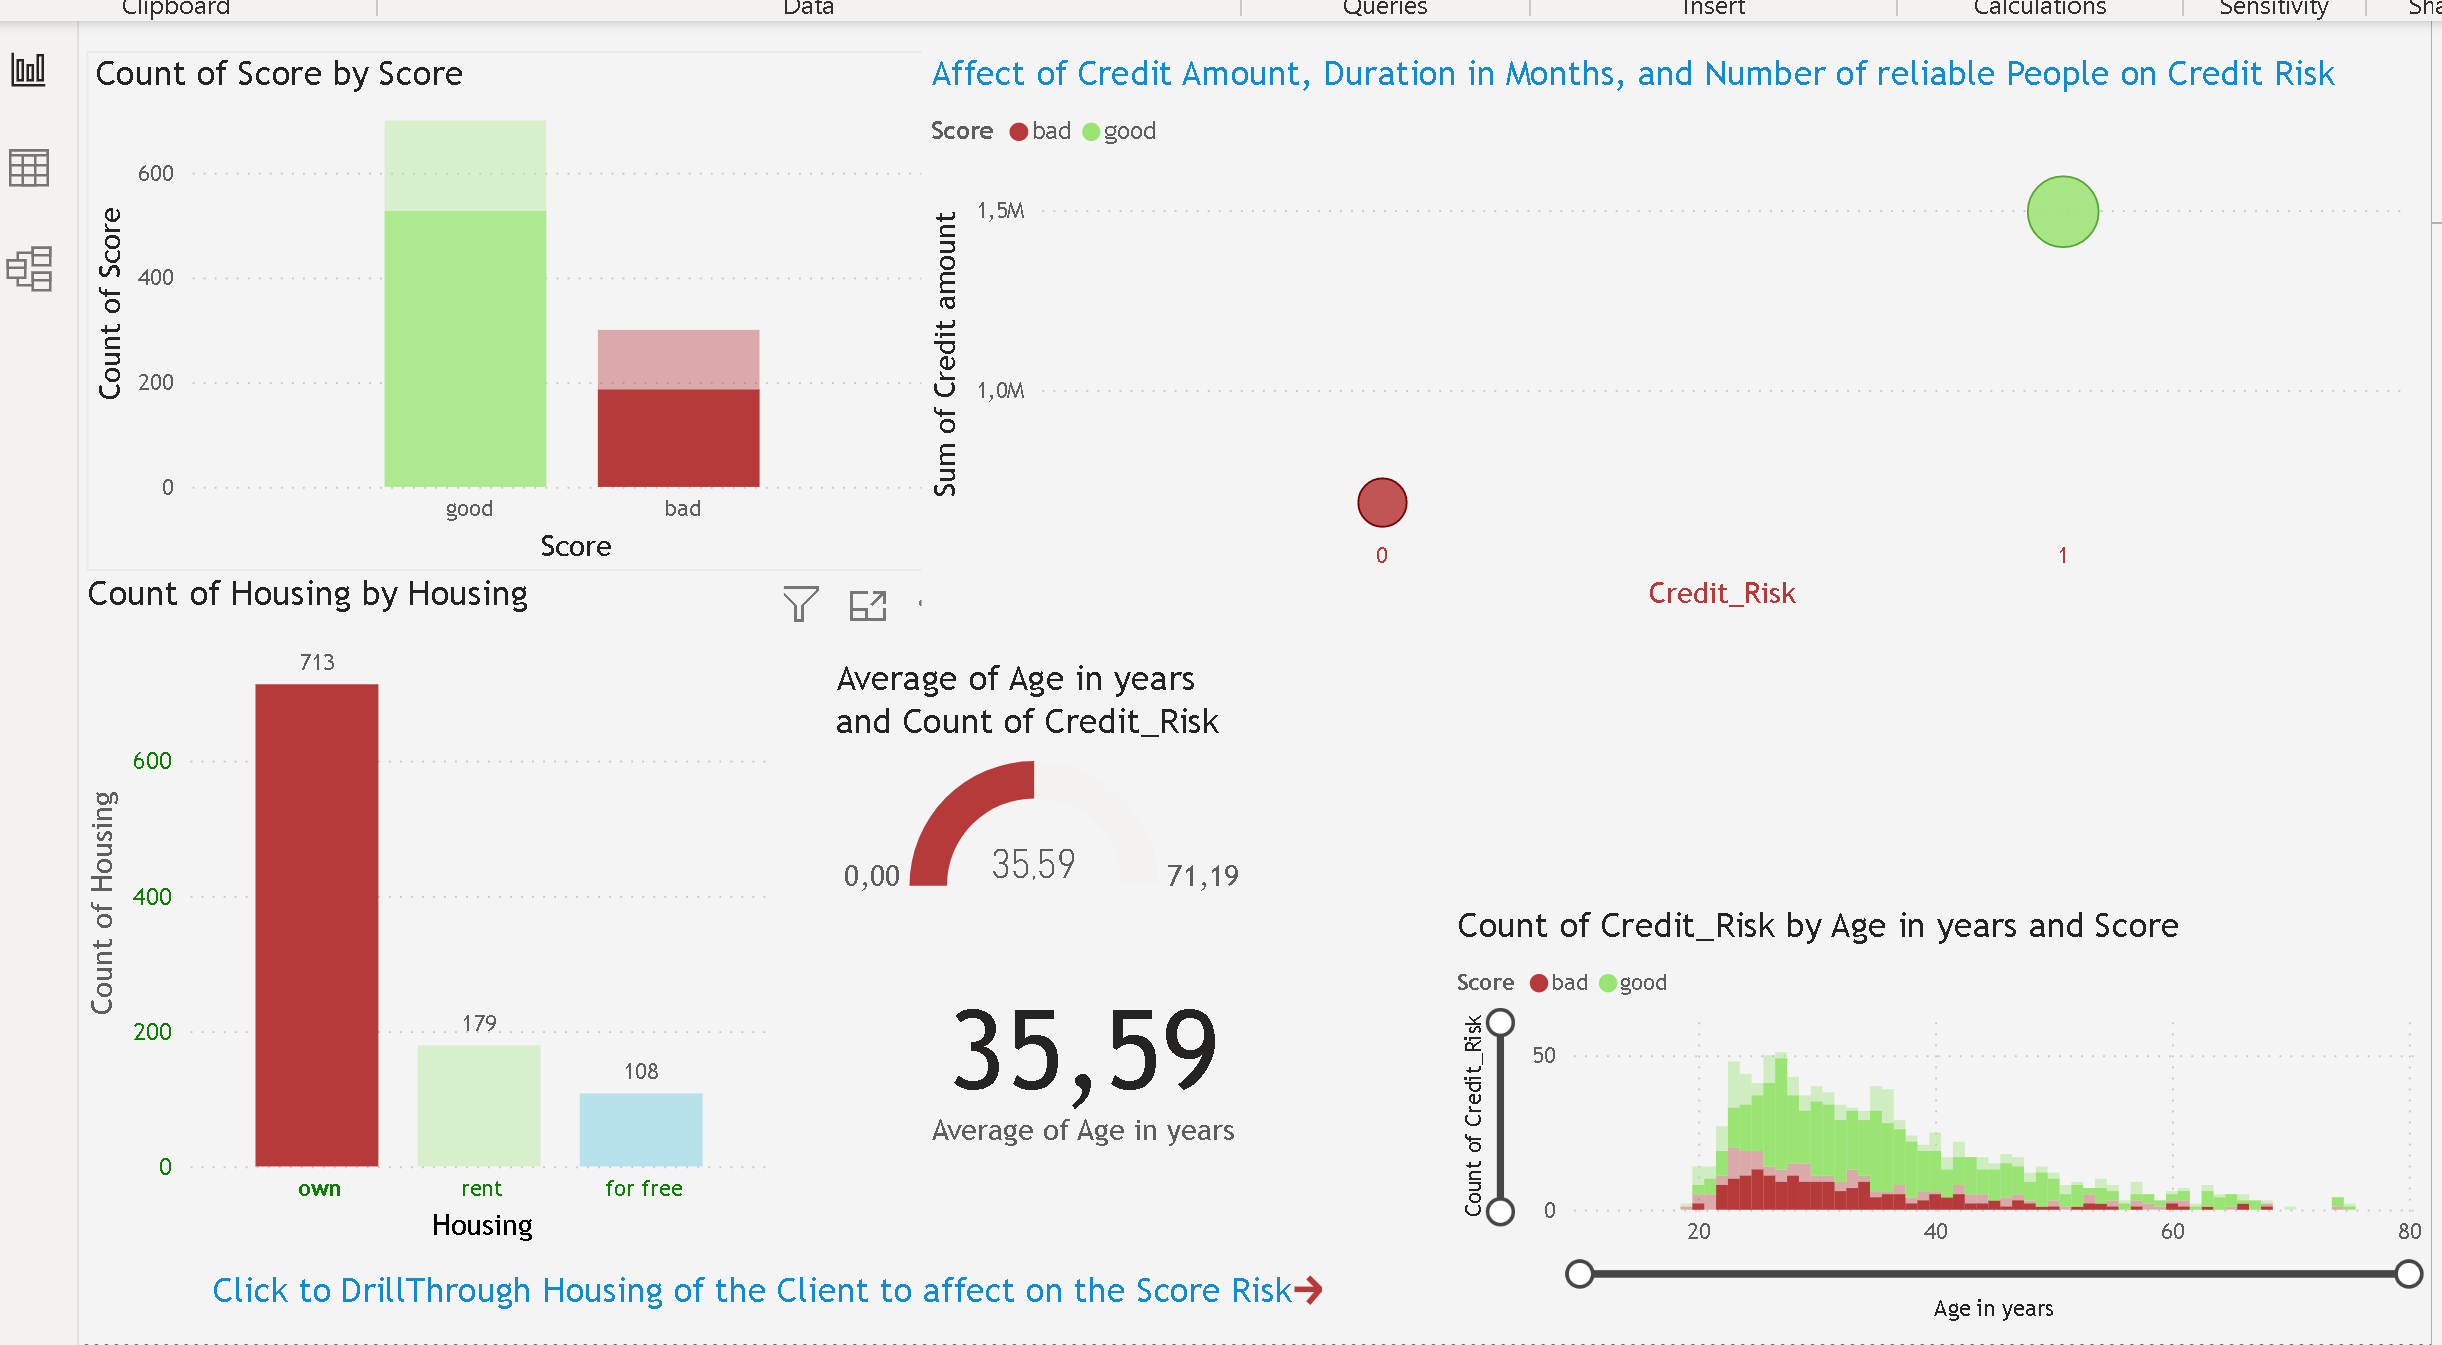 Clipboard
Data
Queries
Insert
Calculations
Sensitivity
Count of Score by Score
Count of Score
600
400
200
0
good
bad
Score
Affect of Credit Amount, Duration in Months, and Number of reliable People on Credit Risk
Score bad good
Sum of Credit amount
1,5M
1,0M
0
1
Credit_Risk
Count of Housing by Housing
Count of Housing
600
400
200
0
713
179
108
own
rent
for free
Housing
Average of Age in years
and Count of Credit_Risk
0,00
35,59
71,19
35,59
Average of Age in years
Count of Credit_Risk by Age in years and Score
Score bad good
Count of Credit_Risk
50
0
20
40
60
80
Age in years
Click to DrillThrough Housing of the Client to affect on the Score Risk